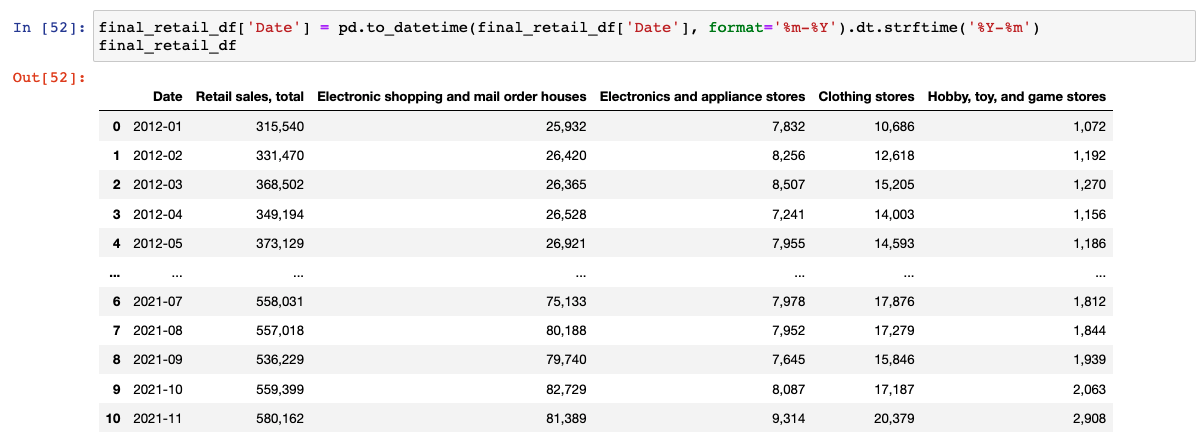 In [52]: final_retail_df['Date'] = pd.to_datetime(final_retail_df['Date'], format='%m-%Y').dt.strftime('%Y-%m')
final_retail_df
Out[52]:
Date Retail sales, total Electronic shopping and mail order houses Electronics and appliance stores Clothing stores Hobby, toy, and game stores
0 2012-01 315,540 25,932 7,832 10,686 1,072
1 2012-02 331,470 26,420 8,256 12,618 1,192
2 2012-03 368,502 26,365 8,507 15,205 1,270
3 2012-04 349,194 26,528 7,241 14,003 1,156
4 2012-05 373,129 26,921 7,955 14,593 1,186
... ... ... ... ... ... ...
6 2021-07 558,031 75,133 7,978 17,876 1,812
7 2021-08 557,018 80,188 7,952 17,279 1,844
8 2021-09 536,229 79,740 7,645 15,846 1,939
9 2021-10 559,399 82,729 8,087 17,187 2,063
10 2021-11 580,162 81,389 9,314 20,379 2,908